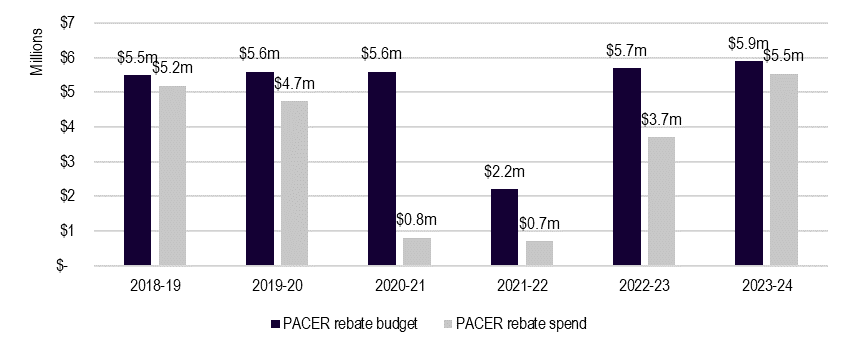 Millions
$7
$6
$5
$4
$3
$2
$1
$-
$5.5m
$5.2m
$5.6m
$4.7m
$5.6m
$0.8m
$2.2m
$0.7m
$5.7m
$3.7m
$5.9m
$5.5m
2018-19 2019-20 2020-21 2021-22 2022-23 2023-24
PACER rebate budget PACER rebate spend